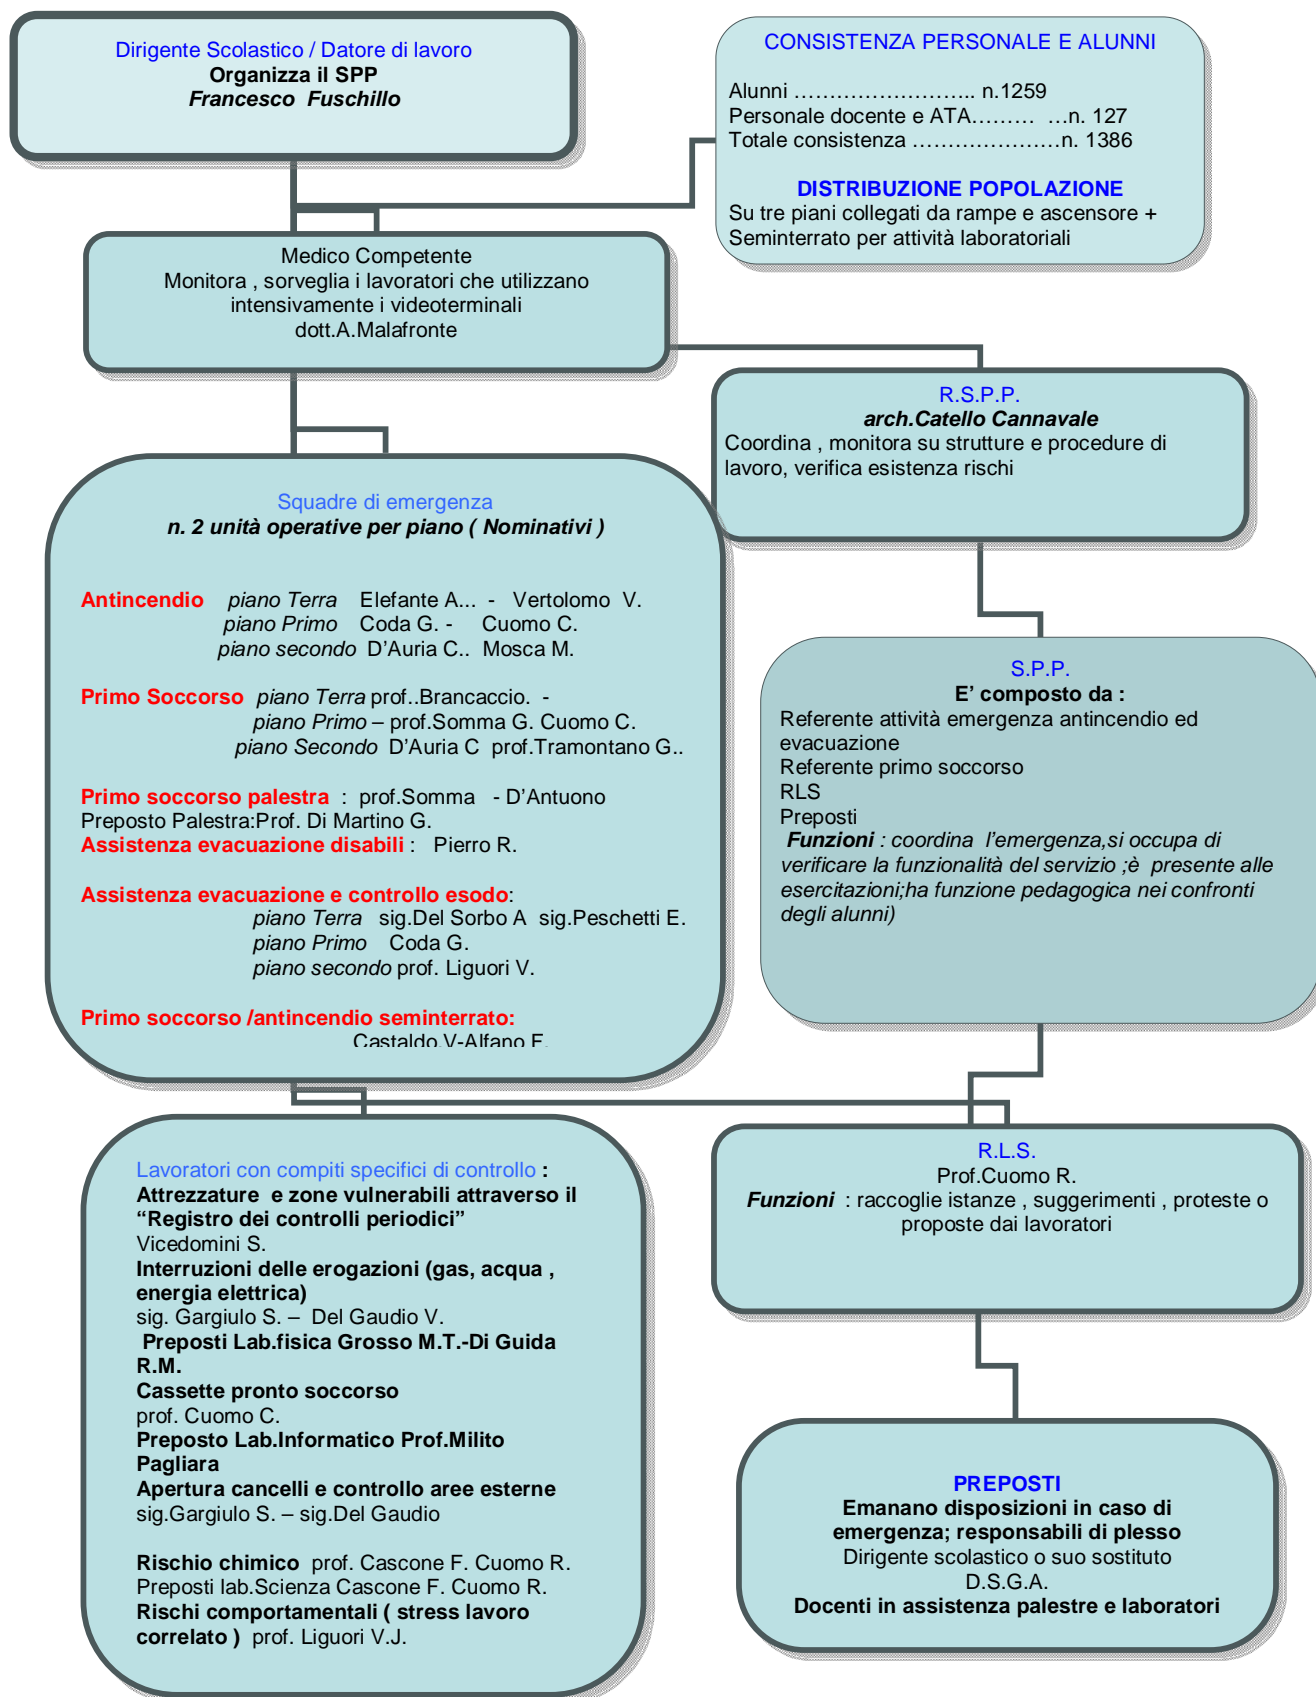 Dirigente Scolastico / Datore di lavoro
Organizza il SPP
Francesco Fuschillo
CONSISTENZA PERSONALE E ALUNNI
Alunni …………………….. n.1259
Personale docente e ATA……… …n. 127
Totale consistenza …………………n. 1386
DISTRIBUZIONE POPOLAZIONE
Su tre piani collegati da rampe e ascensore +
Seminterrato per attività laboratoriali
Medico Competente
Monitora , sorveglia i lavoratori che utilizzano
intensivamente i videoterminali
dott.A.Malafronte
R.S.P.P.
arch.Catello Cannavale
Coordina , monitora su strutture e procedure di
lavoro, verifica esistenza rischi
Squadre di emergenza
n. 2 unità operative per piano ( Nominativi )
Antincendio piano Terra Elefante A... - Vertolomo V.
piano Primo Coda G. - Cuomo C.
piano secondo D'Auria C.. Mosca M.
Primo Soccorso piano Terra prof..Brancaccio. -
piano Primo – prof.Somma G. Cuomo C.
piano Secondo D'Auria C prof.Tramontano G..
Primo soccorso palestra : prof.Somma - D'Antuono
Preposto Palestra:Prof. Di Martino G.
Assistenza evacuazione disabili : Pierro R.
Assistenza evacuazione e controllo esodo:
piano Terra sig.Del Sorbo A sig.Peschetti E.
piano Primo Coda G.
piano secondo prof. Liguori V.
Primo soccorso /antincendio seminterrato:
Castaldo.V-Alfano F.
S.P.P.
E' composto da :
Referente attività emergenza antincendio ed
evacuazione
Referente primo soccorso
RLS
Preposti
Funzioni : coordina l'emergenza,si occupa di
verificare la funzionalità del servizio ;è presente alle
esercitazioni;ha funzione pedagogica nei confronti
degli alunni)
Lavoratori con compiti specifici di controllo :
Attrezzature e zone vulnerabili attraverso il
“Registro dei controlli periodici”
Vicedomini S.
Interruzioni delle erogazioni (gas, acqua ,
energia elettrica)
sig. Gargiulo S. – Del Gaudio V.
Preposti Lab.fisica Grosso M.T.-Di Guida
R.M.
Cassette pronto soccorso
prof. Cuomo C.
Preposto Lab.Informatico Prof.Milito
Pagliara
Apertura cancelli e controllo aree esterne
sig.Gargiulo S. – sig.Del Gaudio
Rischio chimico prof. Cascone F. Cuomo R.
Preposti lab.Scienza Cascone F. Cuomo R.
Rischi comportamentali ( stress lavoro
correlato ) prof. Liguori V.J.
R.L.S.
Prof.Cuomo R.
Funzioni : raccoglie istanze , suggerimenti , proteste o
proposte dai lavoratori
PREPOSTI
Emanano disposizioni in caso di
emergenza; responsabili di plesso
Dirigente scolastico o suo sostituto
D.S.G.A.
Docenti in assistenza palestre e laboratori